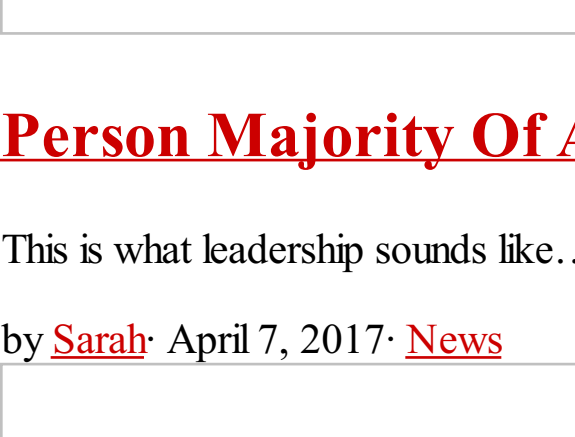 Person Majority Of
This is what leadership sounds like…
by Sarah· April 7, 2017· News